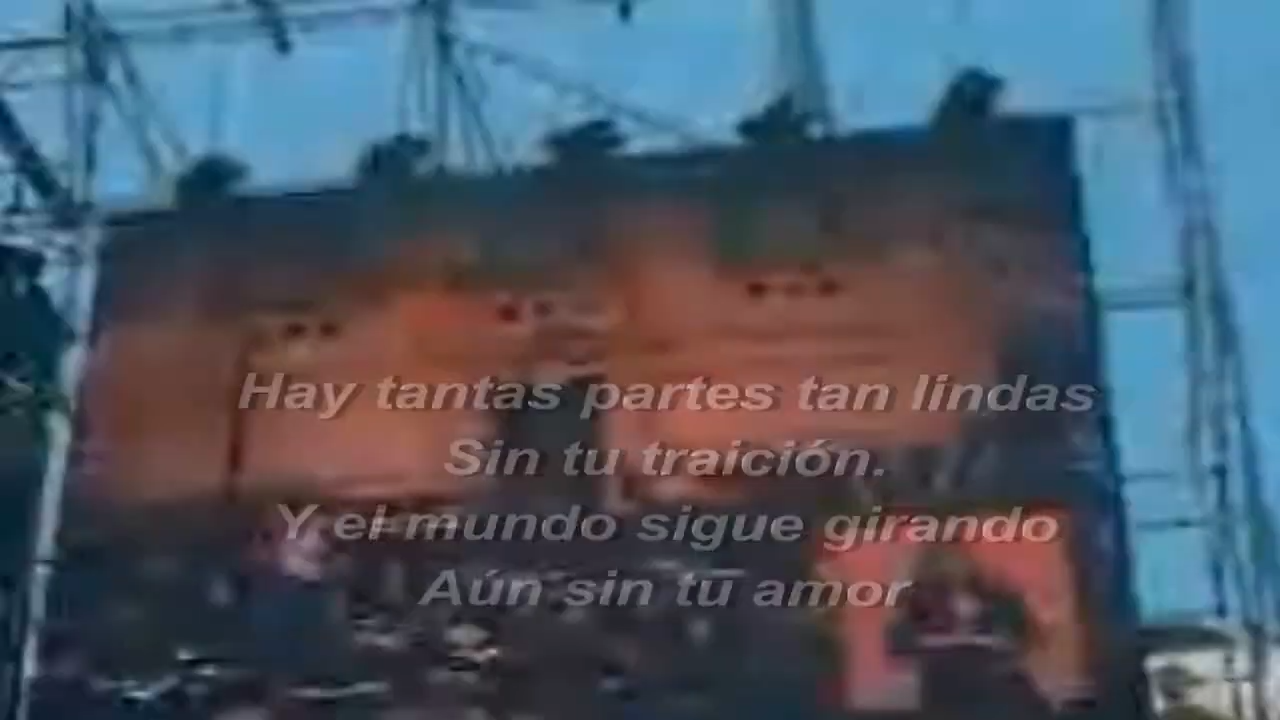 Hay tantas partes tan lindas
Sin tu traición.
Y el mundo sigue girando
Aún sin tu amor